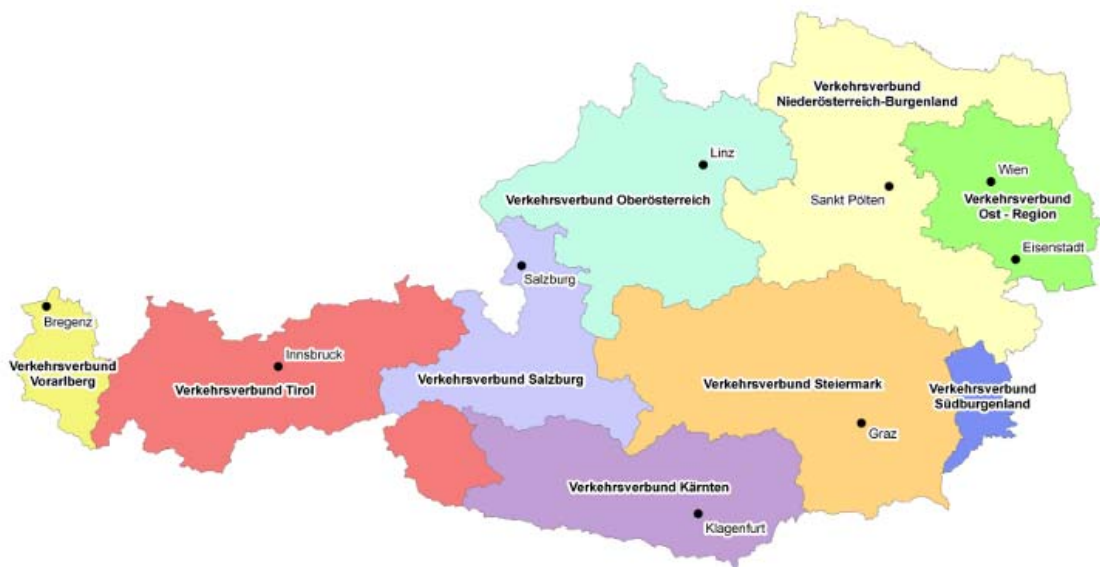 Verkehrsverbund
Niederösterreich-Burgenland
Linz
Wien
Sankt Pölten
Verkehrsverbund Oberösterreich
Verkehrsverbund
Ost - Region
Eisenstadt
Salzburg
Bregenz
Innsbruck
Verkehrsverbund
Vorarlberg
Verkehrsverbund Tirol
Verkehrsverbund Salzburg
Verkehrsverbund Steiermark
Verkehrsverbund
Südburgenland
Graz
Verkehrsverbund Kärnten
Klagenfurt